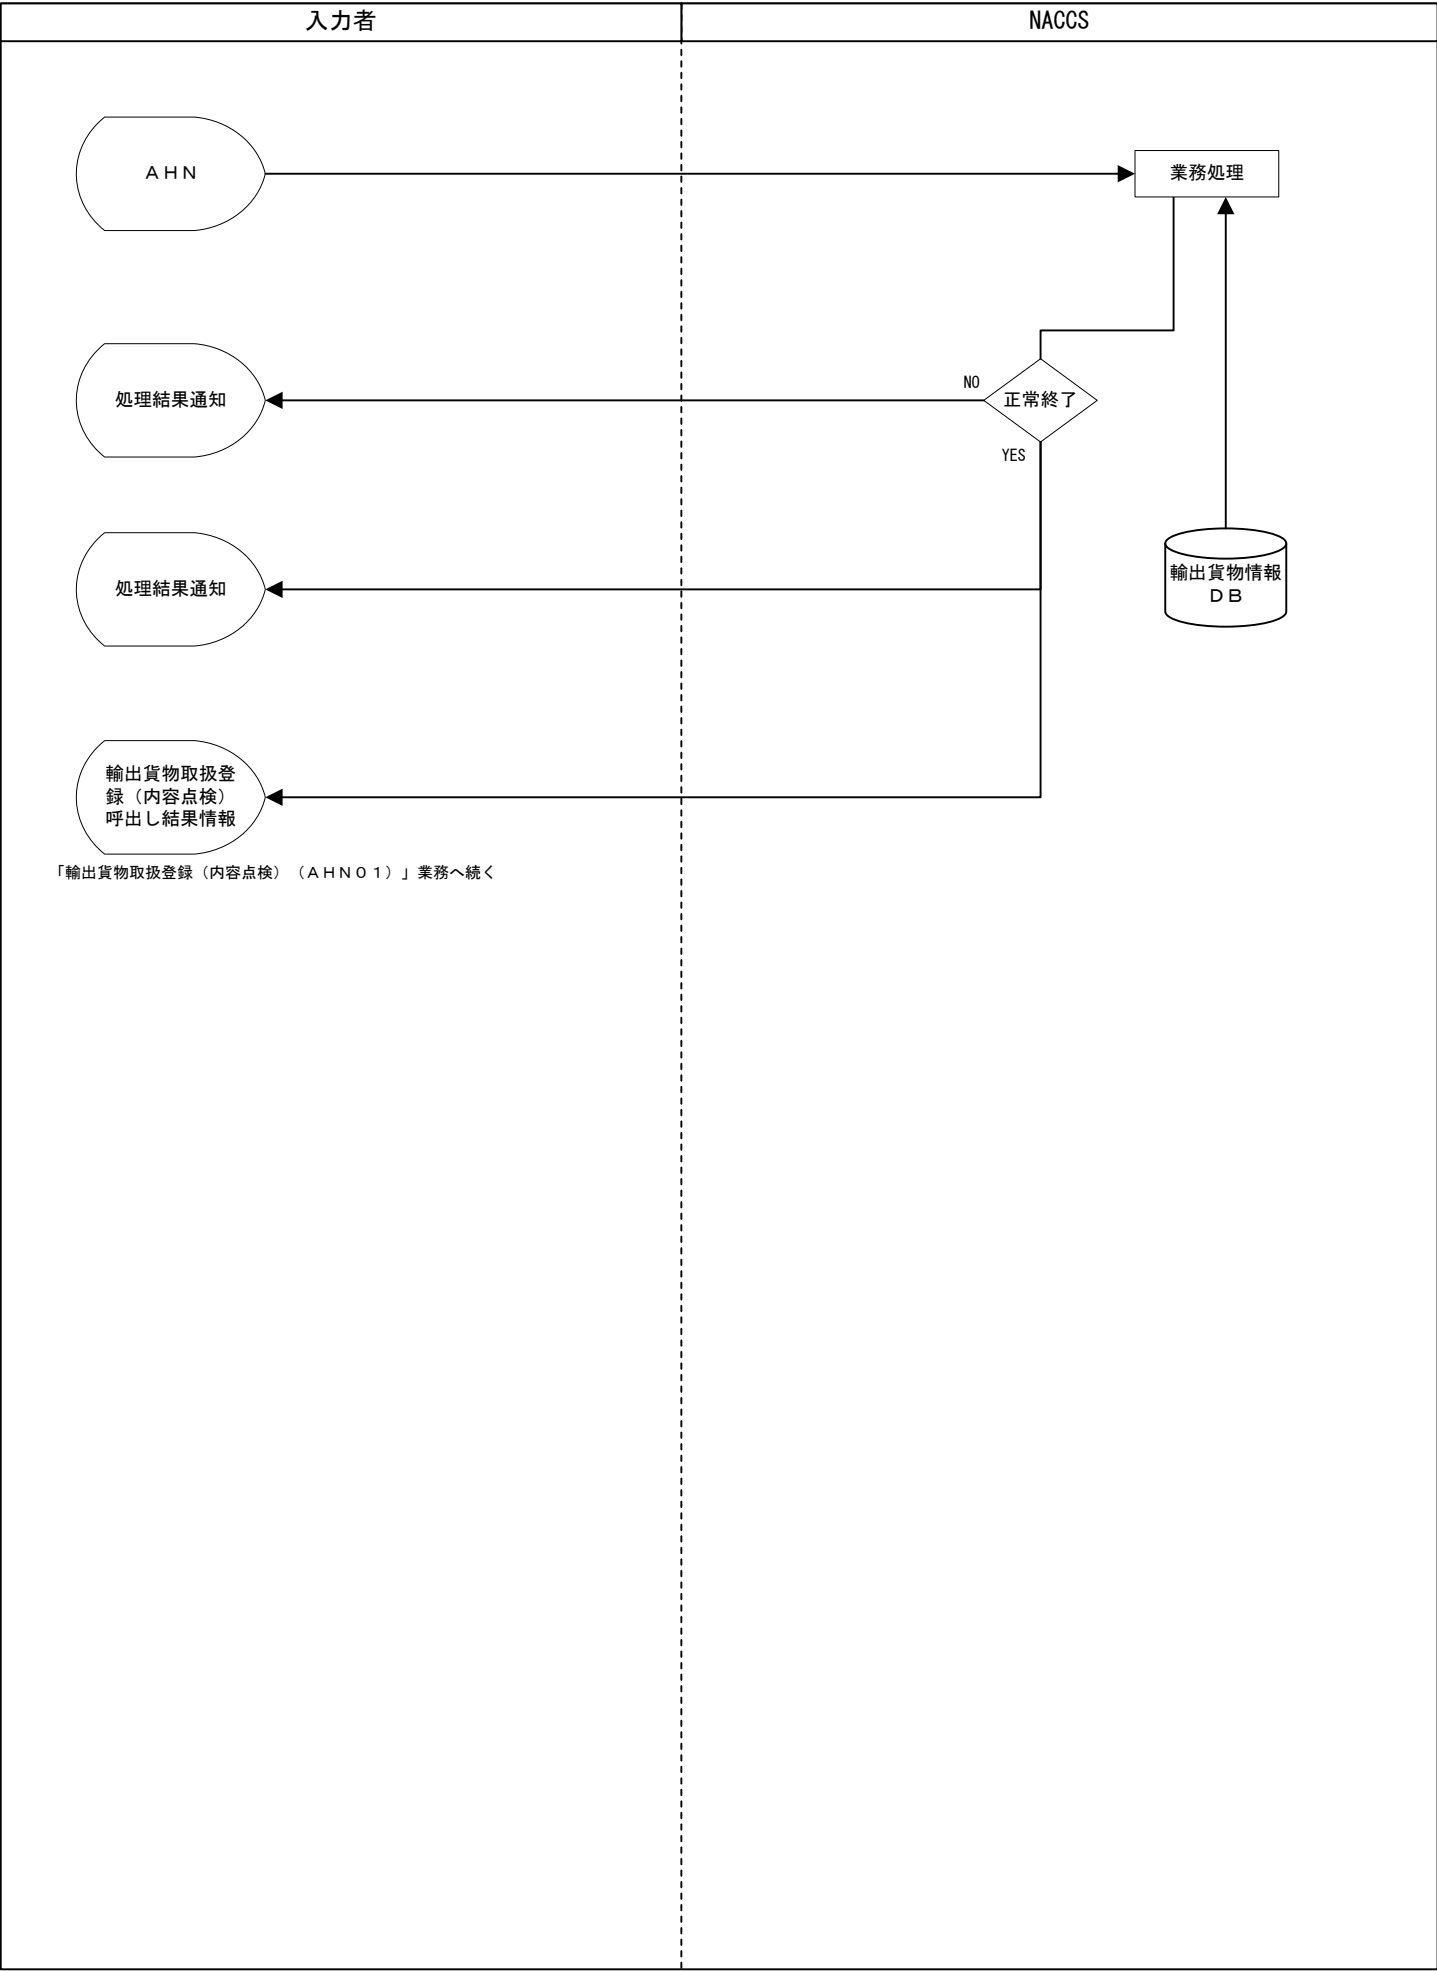 入力者
NACCS
ＡＨＮ
業務処理
処理結果通知
NO
正常終了
YES
処理結果通知
輸出貨物情報
ＤＢ
輸出貨物取扱登
録（内容点検）
呼出し結果情報
「輸出貨物取扱登録（内容点検）（ＡＨＮ０１）」業務へ続く